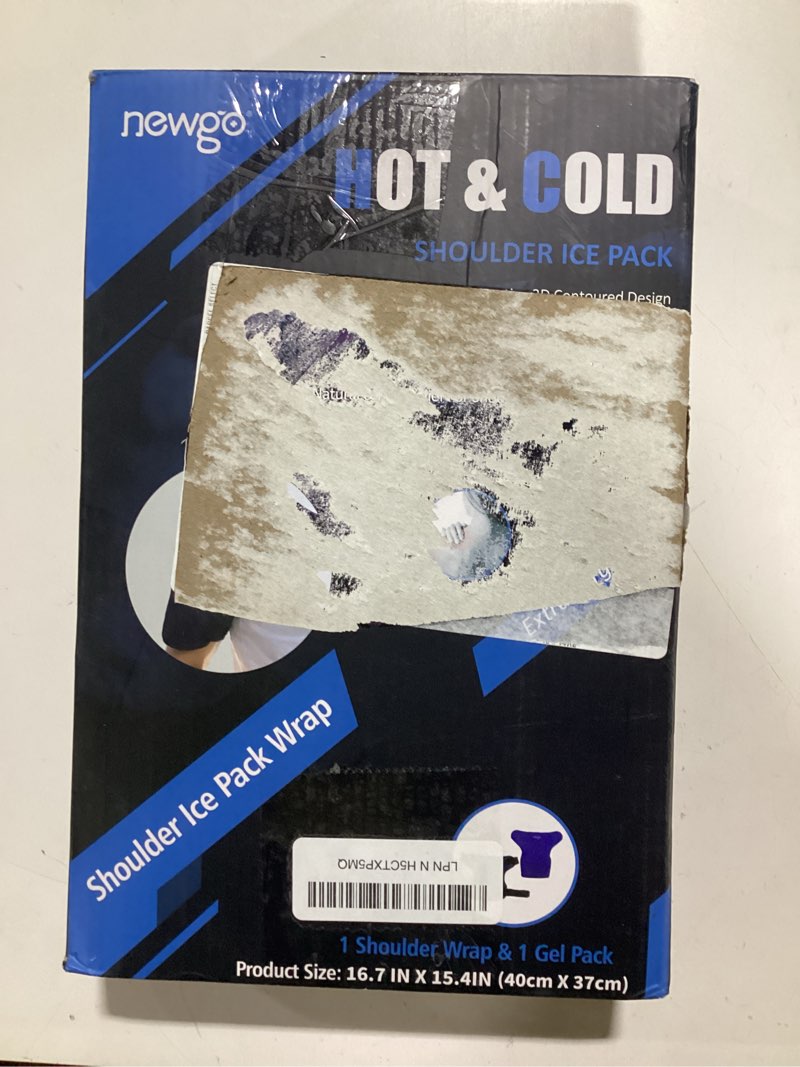 newgo
HOT & COLD
SHOULDER ICE PACK
3D Contoured Design
Shoulder Ice Pack Wrap
LPN N H5CTXP5MQ
1 Shoulder Wrap & 1 Gel Pack
Product Size: 16.7 IN X 15.4IN (40cm X 37cm)